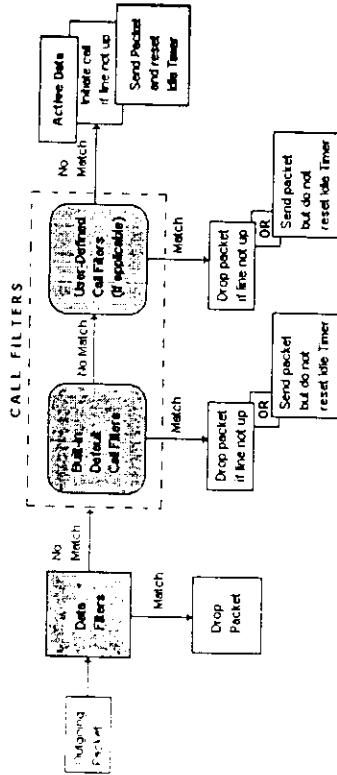 CALL FILTERS
Outgoing
Packet
Data
Filters
No
Match
Match
Drop
Packet
Built-in
Default
Call Filters
No Match
Match
Drop packet
if line not up
OR
Send packet
but do not
reset Idle Timer
User-Defined
Call Filters
(if applicable)
No
Match
Match
Drop packet
if line not up
OR
Send packet
but do not
reset Idle Timer
Active Data
Initiate call
if line not up
Send Packet
and reset
Idle Timer